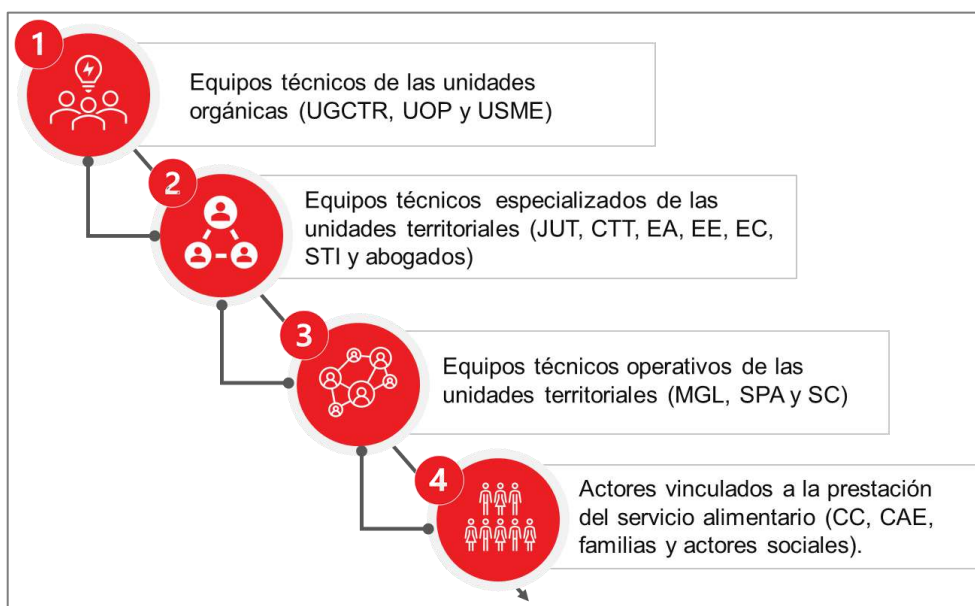 1
Equipos técnicos de las unidades
orgánicas (UGCTR, UOP y USME)
2
Equipos técnicos especializados de las
unidades territoriales (JUT, CTT, EA, EE, EC,
STI y abogados)
3
Equipos técnicos operativos de las
unidades territoriales (MGL, SPA y SC)
4
Actores vinculados a la prestación
del servicio alimentario (CC, CAE,
familias y actores sociales).